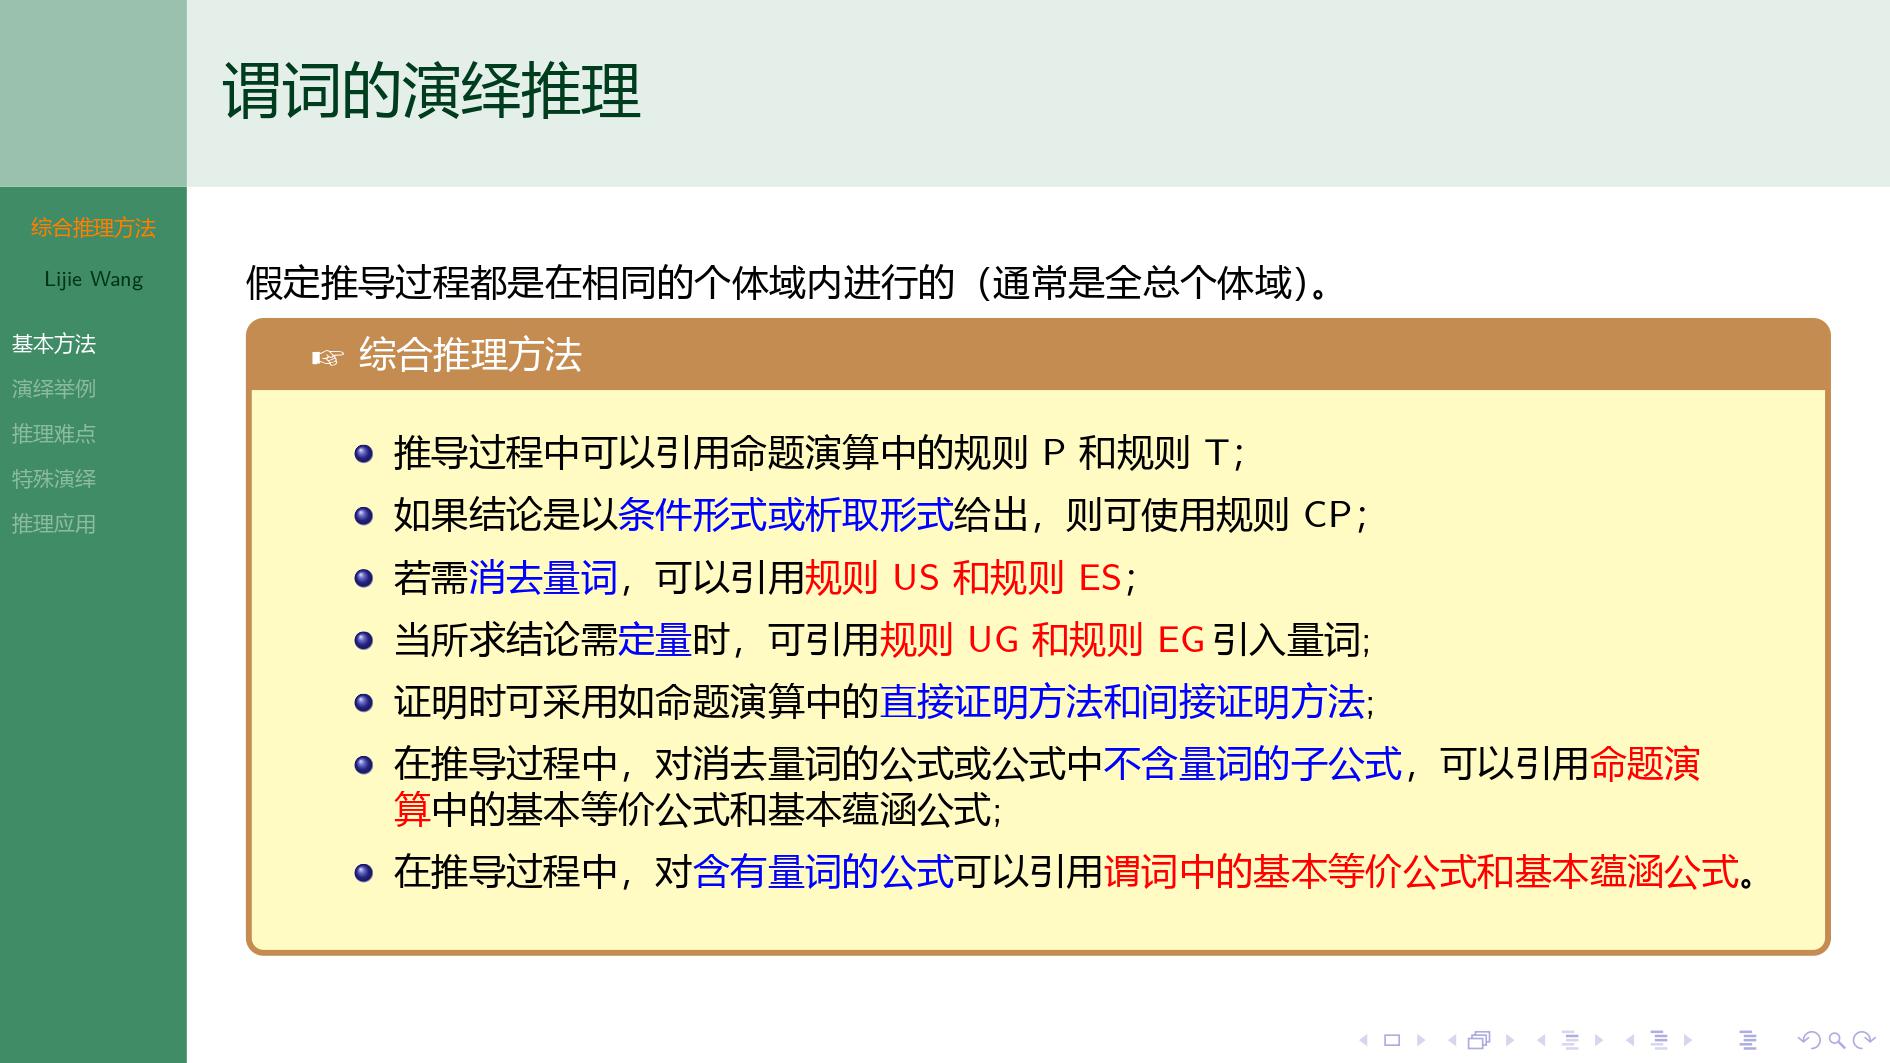 谓词的演绎推理
综合推理方法
Lijie Wang
基本方法
演绎举例
推理难点
特殊演绎
推理应用
假定推导过程都是在相同的个体域内进行的（通常是全总个体域）。
☞ 综合推理方法
推导过程中可以引用命题演算中的规则 P 和规则 T；
如果结论是以条件形式或析取形式给出，则可使用规则 CP；
若需消去量词，可以引用规则 US 和规则 ES；
当所求结论需定量时，可引用规则 UG 和规则 EG 引入量词;
证明时可采用如命题演算中的直接证明方法和间接证明方法;
在推导过程中，对消去量词的公式或公式中不含量词的子公式，可以引用命题演
算中的基本等价公式和基本蕴涵公式;
在推导过程中，对含有量词的公式可以引用谓词中的基本等价公式和基本蕴涵公式。